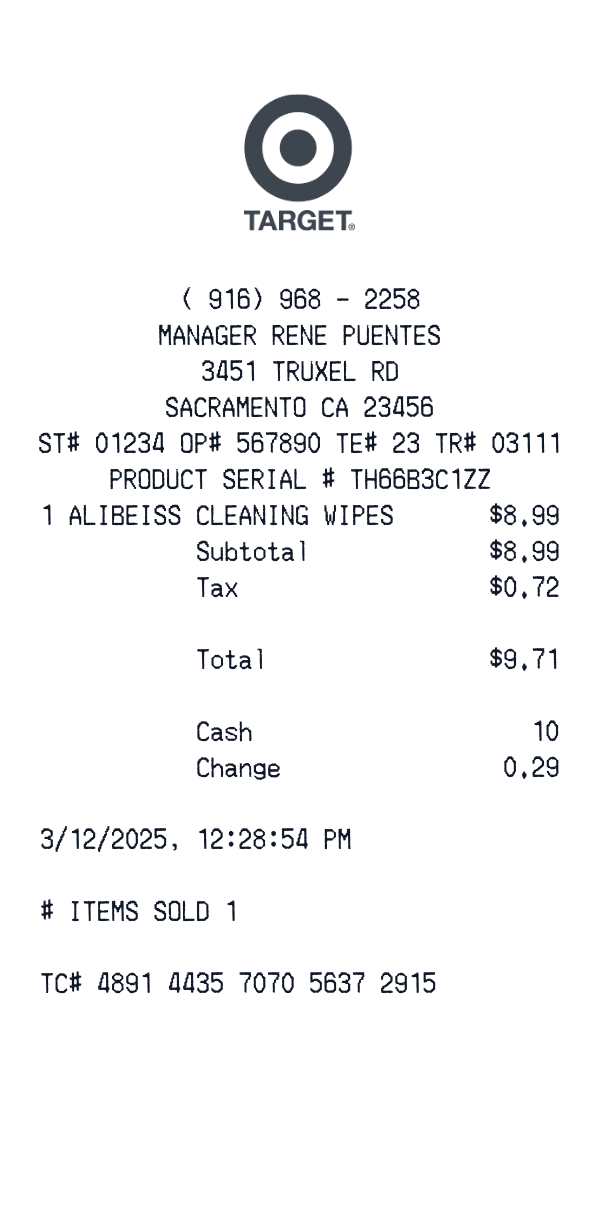 TARGET®
( 916) 968 - 2258
MANAGER RENE PUENTES
3451 TRUXEL RD
SACRAMENTO CA 23456
ST# 01234 OP# 567890 TE# 23 TR# 03111
PRODUCT SERIAL # TH66B3C1ZZ
1 ALIBEISS CLEANING WIPES $8.99
Subtotal $8.99
Tax $0.72
Total $9.71
Cash 10
Change 0.29
3/12/2025, 12:28:54 PM
# ITEMS SOLD 1
TC# 4891 4435 7070 5637 2915